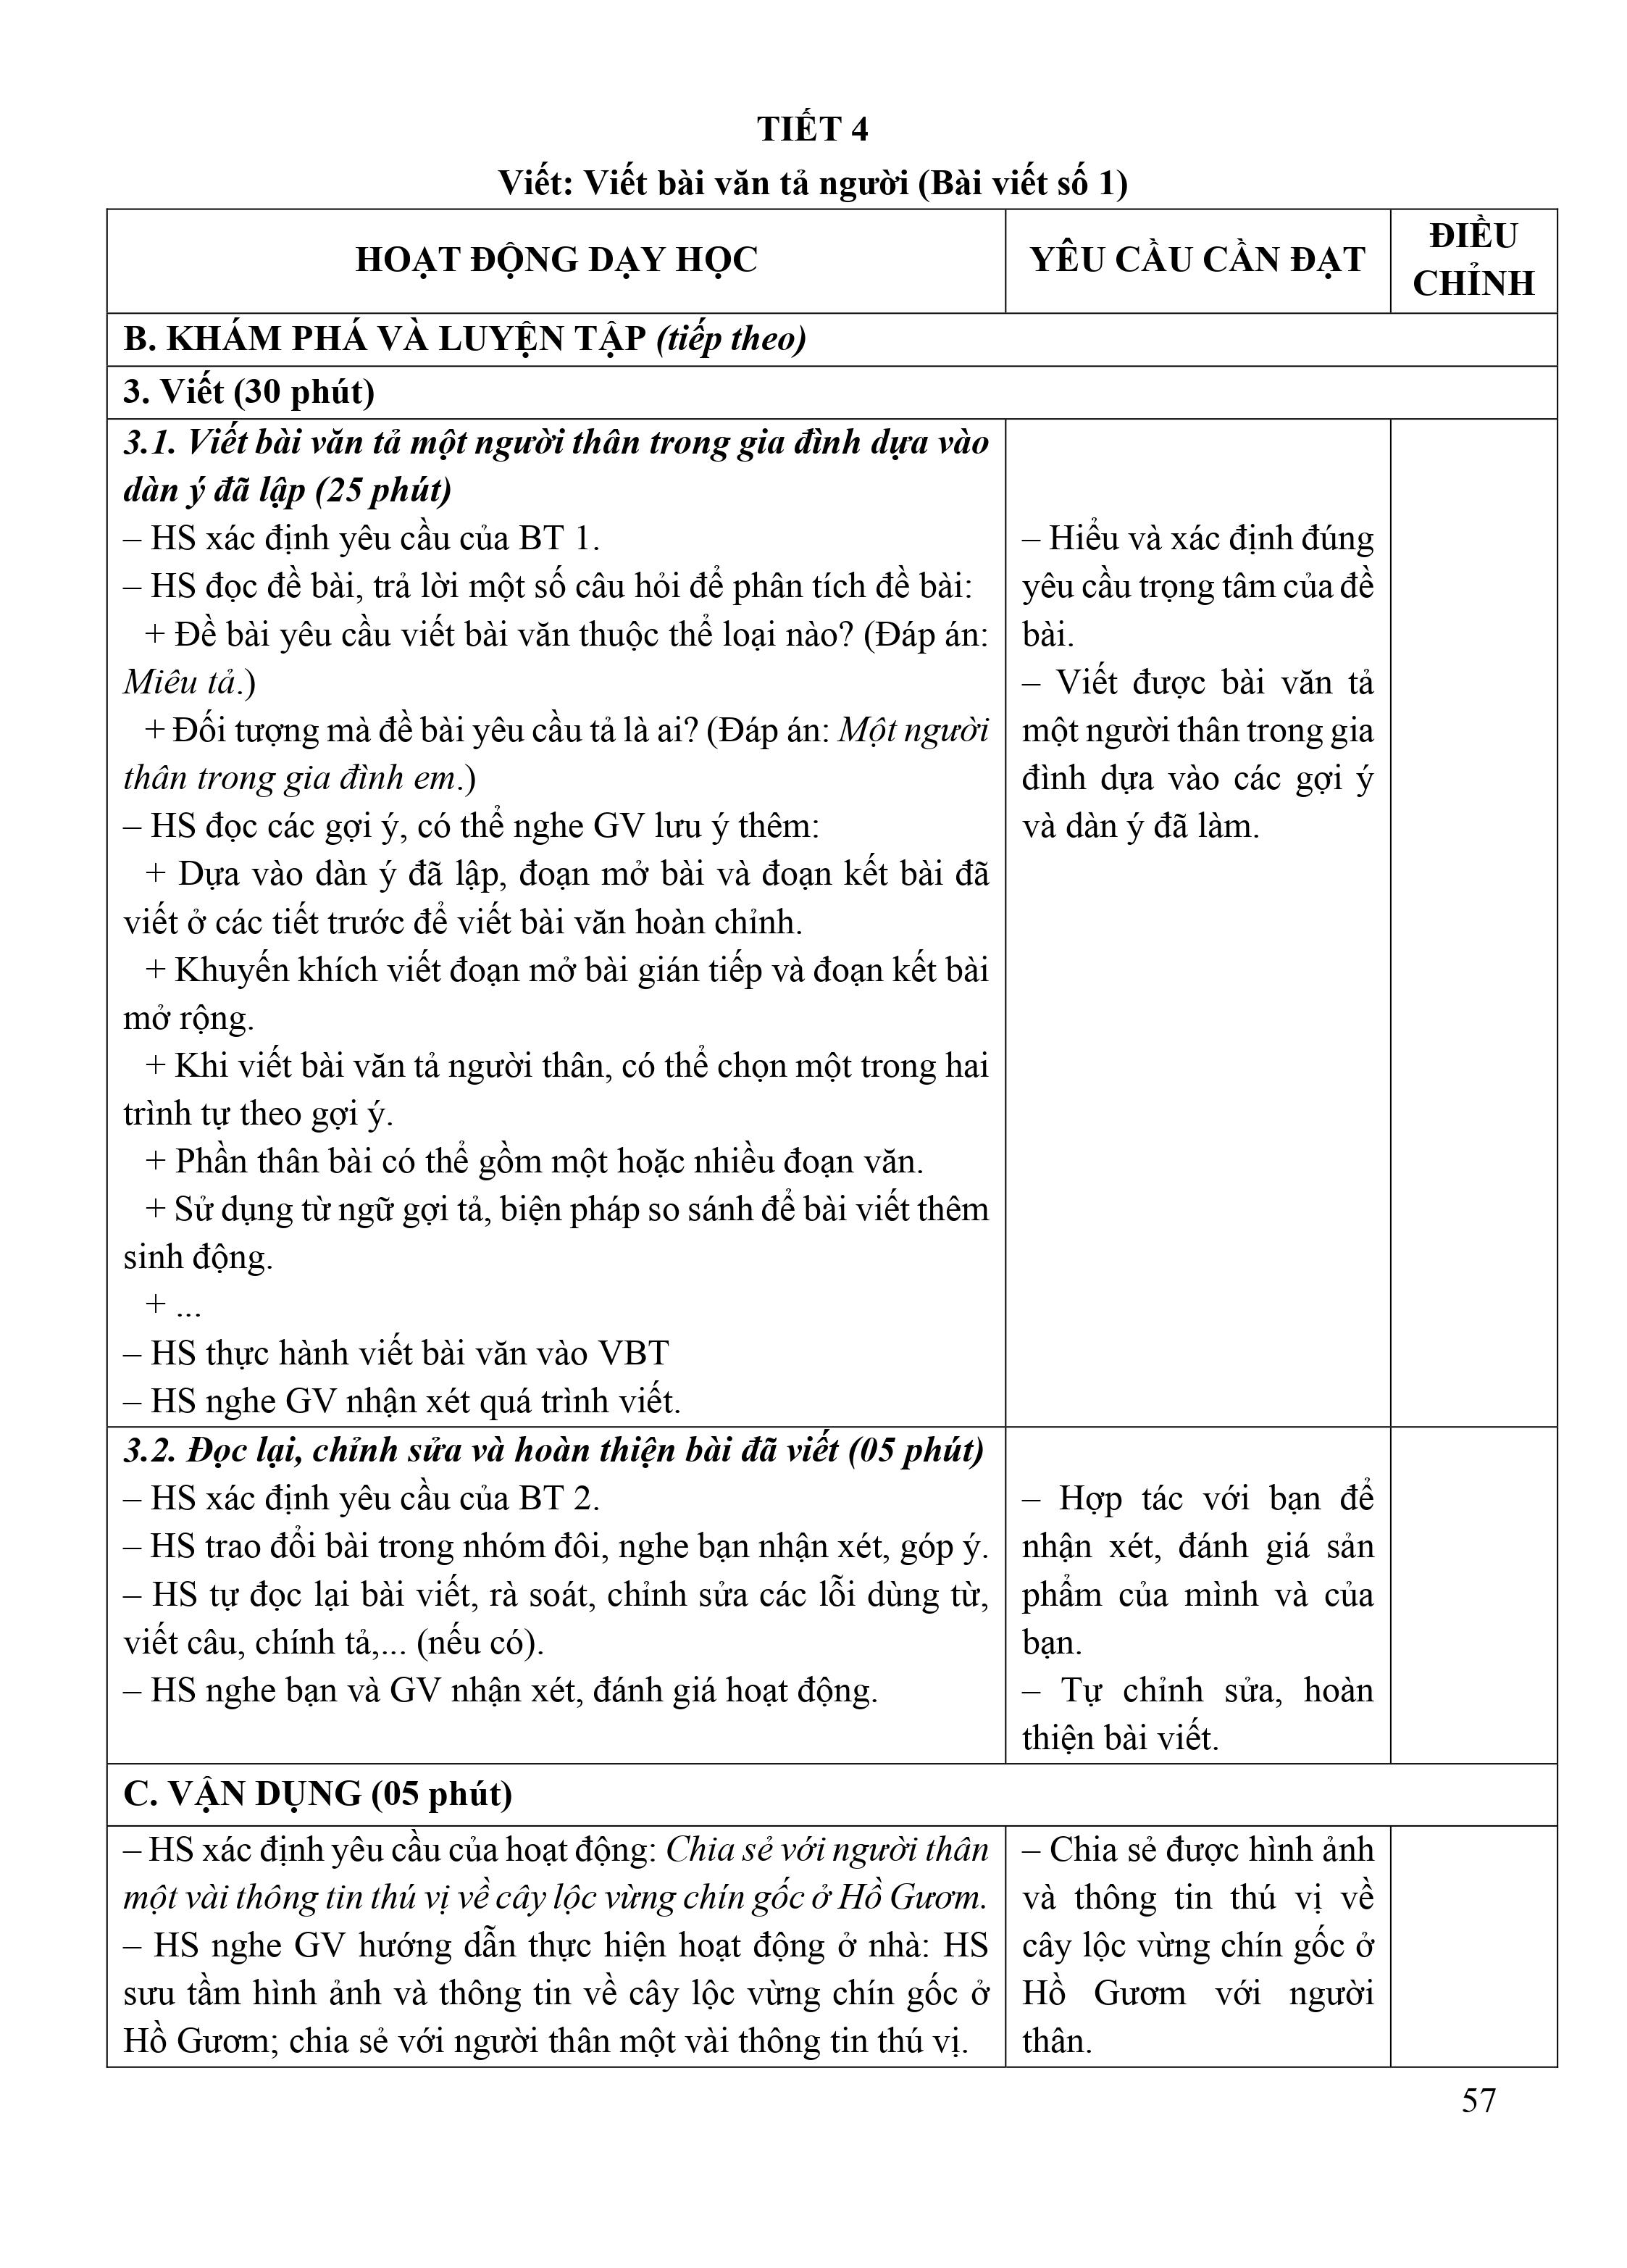 TIẾT 4
Viết: Viết bài văn tả người (Bài viết số 1)
HOẠT ĐỘNG DẠY HỌC
YÊU CẦU CẦN ĐẠT
ĐIỀU
CHỈNH
B. KHÁM PHÁ VÀ LUYỆN TẬP (tiếp theo)
3. Viết (30 phút)
3.1. Viết bài văn tả một người thân trong gia đình dựa vào
dàn ý đã lập (25 phút)
– HS xác định yêu cầu của BT 1.
– HS đọc đề bài, trả lời một số câu hỏi để phân tích đề bài:
+ Đề bài yêu cầu viết bài văn thuộc thể loại nào? (Đáp án:
Miêu tả.)
+ Đối tượng mà đề bài yêu cầu tả là ai? (Đáp án: Một người
thân trong gia đình em.)
– HS đọc các gợi ý, có thể nghe GV lưu ý thêm:
+ Dựa vào dàn ý đã lập, đoạn mở bài và đoạn kết bài đã
viết ở các tiết trước để viết bài văn hoàn chỉnh.
+ Khuyến khích viết đoạn mở bài gián tiếp và đoạn kết bài
mở rộng.
+ Khi viết bài văn tả người thân, có thể chọn một trong hai
trình tự theo gợi ý.
+ Phần thân bài có thể gồm một hoặc nhiều đoạn văn.
+ Sử dụng từ ngữ gợi tả, biện pháp so sánh để bài viết thêm
sinh động.
+ ...
– HS thực hành viết bài văn vào VBT
– HS nghe GV nhận xét quá trình viết.
– Hiểu và xác định đúng
yêu cầu trọng tâm của đề
bài.
– Viết được bài văn tả
một người thân trong gia
đình dựa vào các gợi ý
và dàn ý đã làm.
3.2. Đọc lại, chỉnh sửa và hoàn thiện bài đã viết (05 phút)
– HS xác định yêu cầu của BT 2.
– HS trao đổi bài trong nhóm đôi, nghe bạn nhận xét, góp ý.
– HS tự đọc lại bài viết, rà soát, chỉnh sửa các lỗi dùng từ,
viết câu, chính tả,... (nếu có).
– HS nghe bạn và GV nhận xét, đánh giá hoạt động.
– Hợp tác với bạn để
nhận xét, đánh giá sản
phẩm của mình và của
bạn.
– Tự chỉnh sửa, hoàn
thiện bài viết.
C. VẬN DỤNG (05 phút)
– HS xác định yêu cầu của hoạt động: Chia sẻ với người thân
một vài thông tin thú vị về cây lộc vừng chín gốc ở Hồ Gươm.
– HS nghe GV hướng dẫn thực hiện hoạt động ở nhà: HS
sưu tầm hình ảnh và thông tin về cây lộc vừng chín gốc ở
Hồ Gươm; chia sẻ với người thân một vài thông tin thú vị.
– Chia sẻ được hình ảnh
và thông tin thú vị về
cây lộc vừng chín gốc ở
Hồ Gươm với người
thân.
57